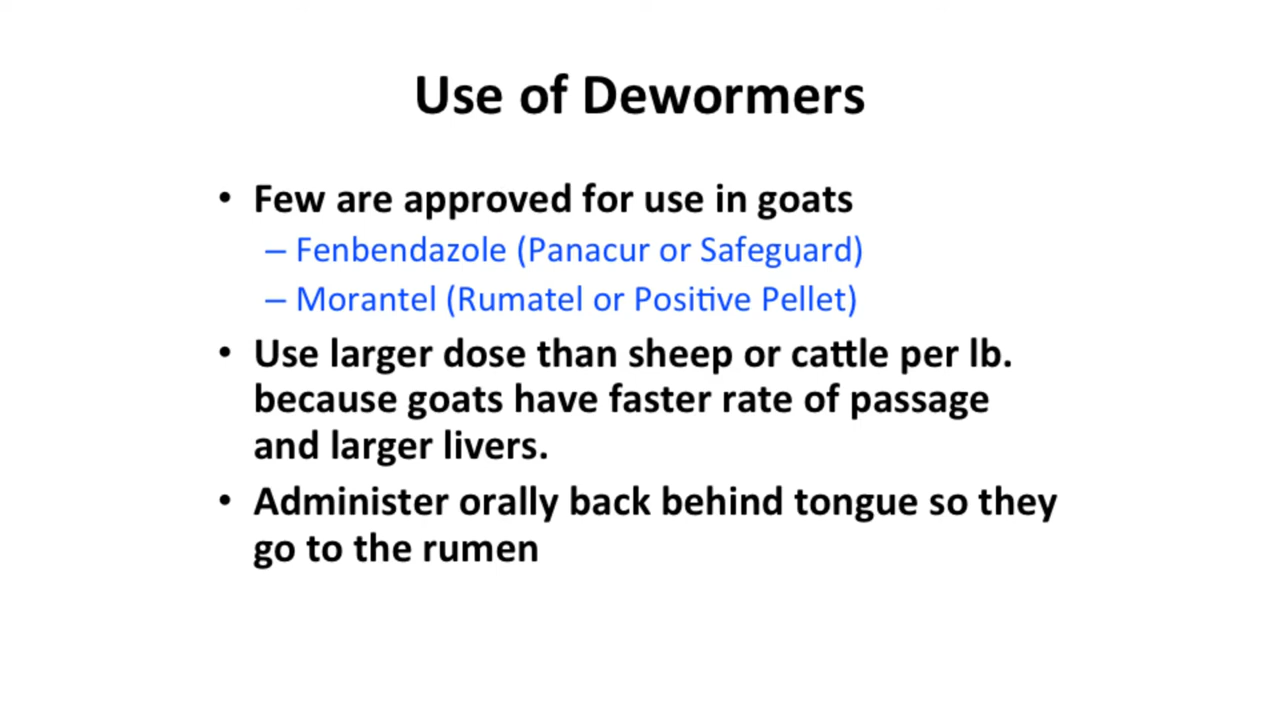 Use of Dewormers
• Few are approved for use in goats
– Fenbendazole (Panacur or Safeguard)
– Morantel (Rumatel or Positive Pellet)
• Use larger dose than sheep or cattle per lb.
because goats have faster rate of passage
and larger livers.
• Administer orally back behind tongue so they
go to the rumen